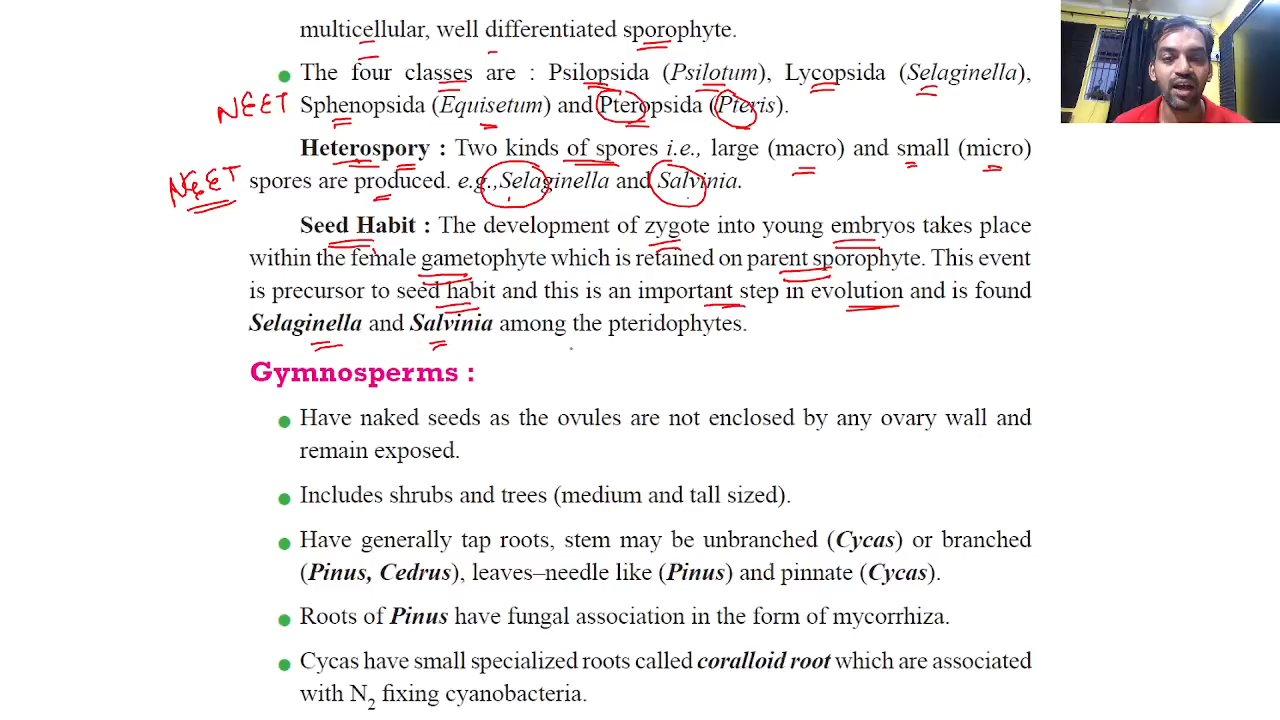 multicellular, well differentiated sporophyte.
The four classes are : Psilopsida (Psilotum), Lycopsida (Selaginella),
NEET Sphenopsida (Equisetum) and Pteropsida (Pteris).
Heterospory : Two kinds of spores i.e., large (macro) and small (micro)
NEET spores are produced. e.g.,Selaginella and Salvinia.
Seed Habit : The development of zygote into young embryos takes place
within the female gametophyte which is retained on parent sporophyte. This event
is precursor to seed habit and this is an important step in evolution and is found
Selaginella and Salvinia among the pteridophytes.
Gymnosperms :
Have naked seeds as the ovules are not enclosed by any ovary wall and
remain exposed.
Includes shrubs and trees (medium and tall sized).
Have generally tap roots, stem may be unbranched (Cycas) or branched
(Pinus, Cedrus), leaves–needle like (Pinus) and pinnate (Cycas).
Roots of Pinus have fungal association in the form of mycorrhiza.
Cycas have small specialized roots called coralloid root which are associated
with N2 fixing cyanobacteria.